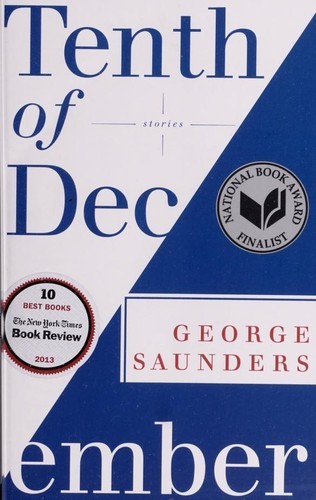 Tenth
of
stories
Dec
NATIONAL BOOK AWARD
FINALIST
10
BEST BOOKS
The New York Times
Book Review
2013
GEORGE
SAUNDERS
ember